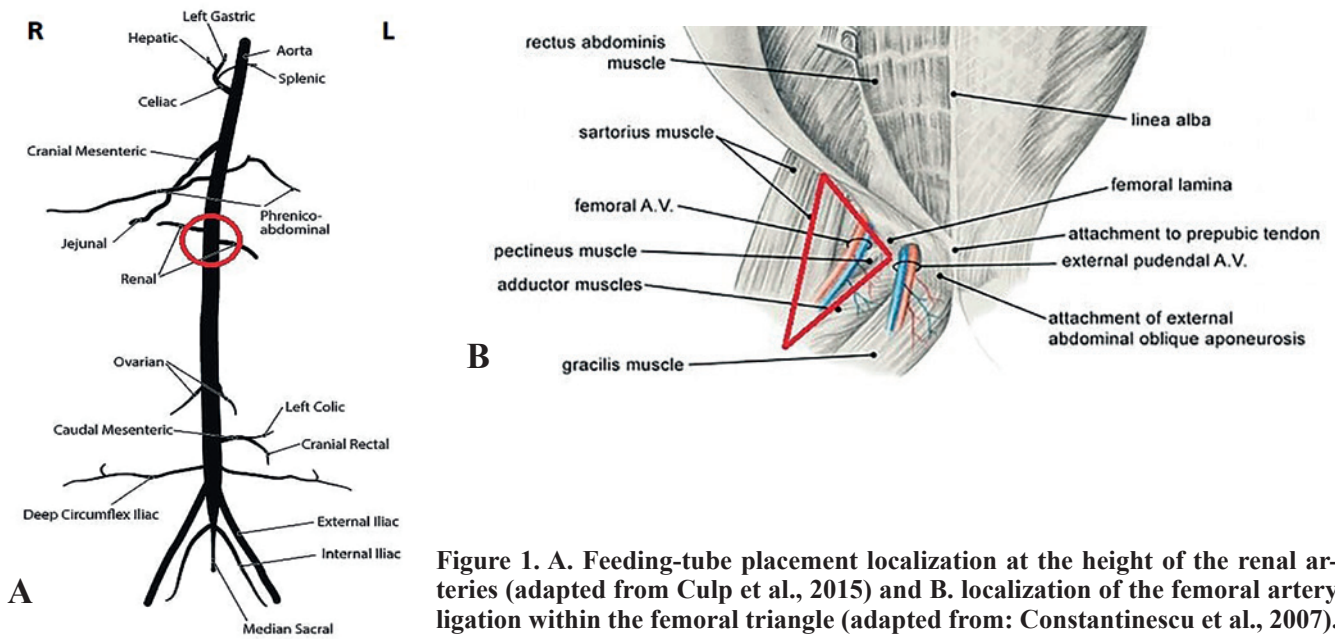 R
L
Left Gastric
Hepatic
Aorta
Splenic
Celiac
Cranial Mesenteric
Phrenico-
abdominal
Jejunal
Renal
Ovarian
Left Colic
Caudal Mesenteric
Cranial Rectal
Deep Circumflex Iliac
External Iliac
Internal Iliac
Median Sacral
A
rectus abdominis
muscle
linea alba
sartorius muscle
femoral lamina
femoral A.V.
attachment to prepubic tendon
pectineus muscle
external pudendal A.V.
adductor muscles
attachment of external
abdominal oblique aponeurosis
gracilis muscle
B
Figure 1. A. Feeding-tube placement localization at the height of the renal ar-
teries (adapted from Culp et al., 2015) and B. localization of the femoral artery
ligation within the femoral triangle (adapted from: Constantinescu et al., 2007).